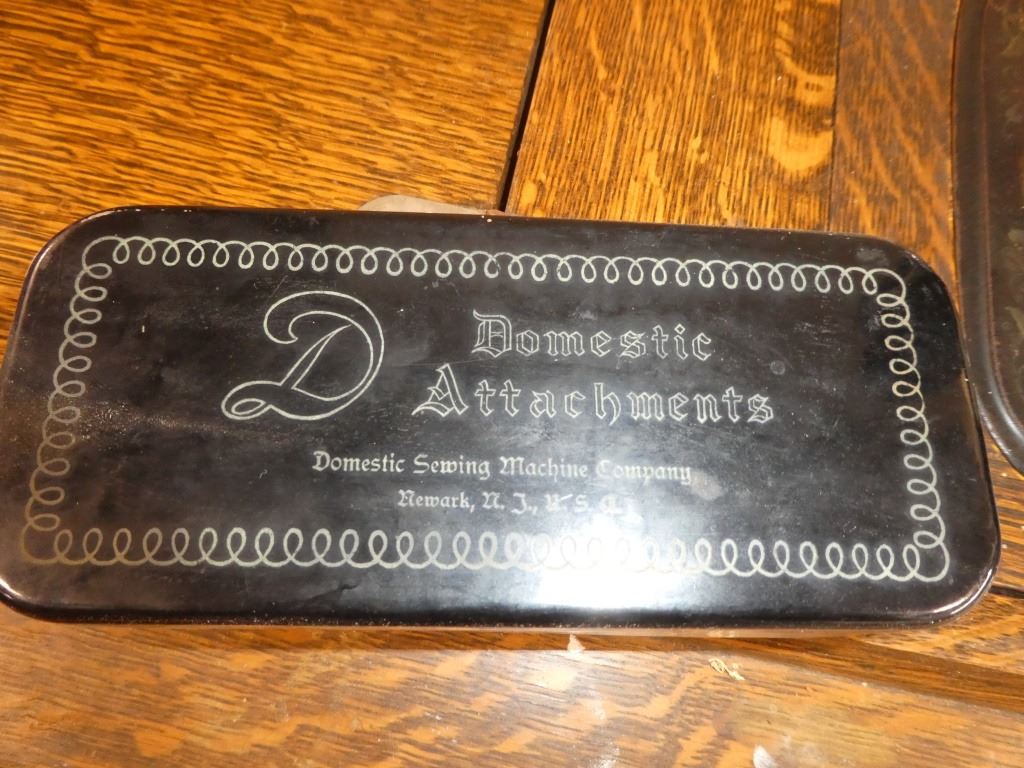 D
Domestic
Attachments
Domestic Sewing Machine Company
Newark, N. J., U. S. A.